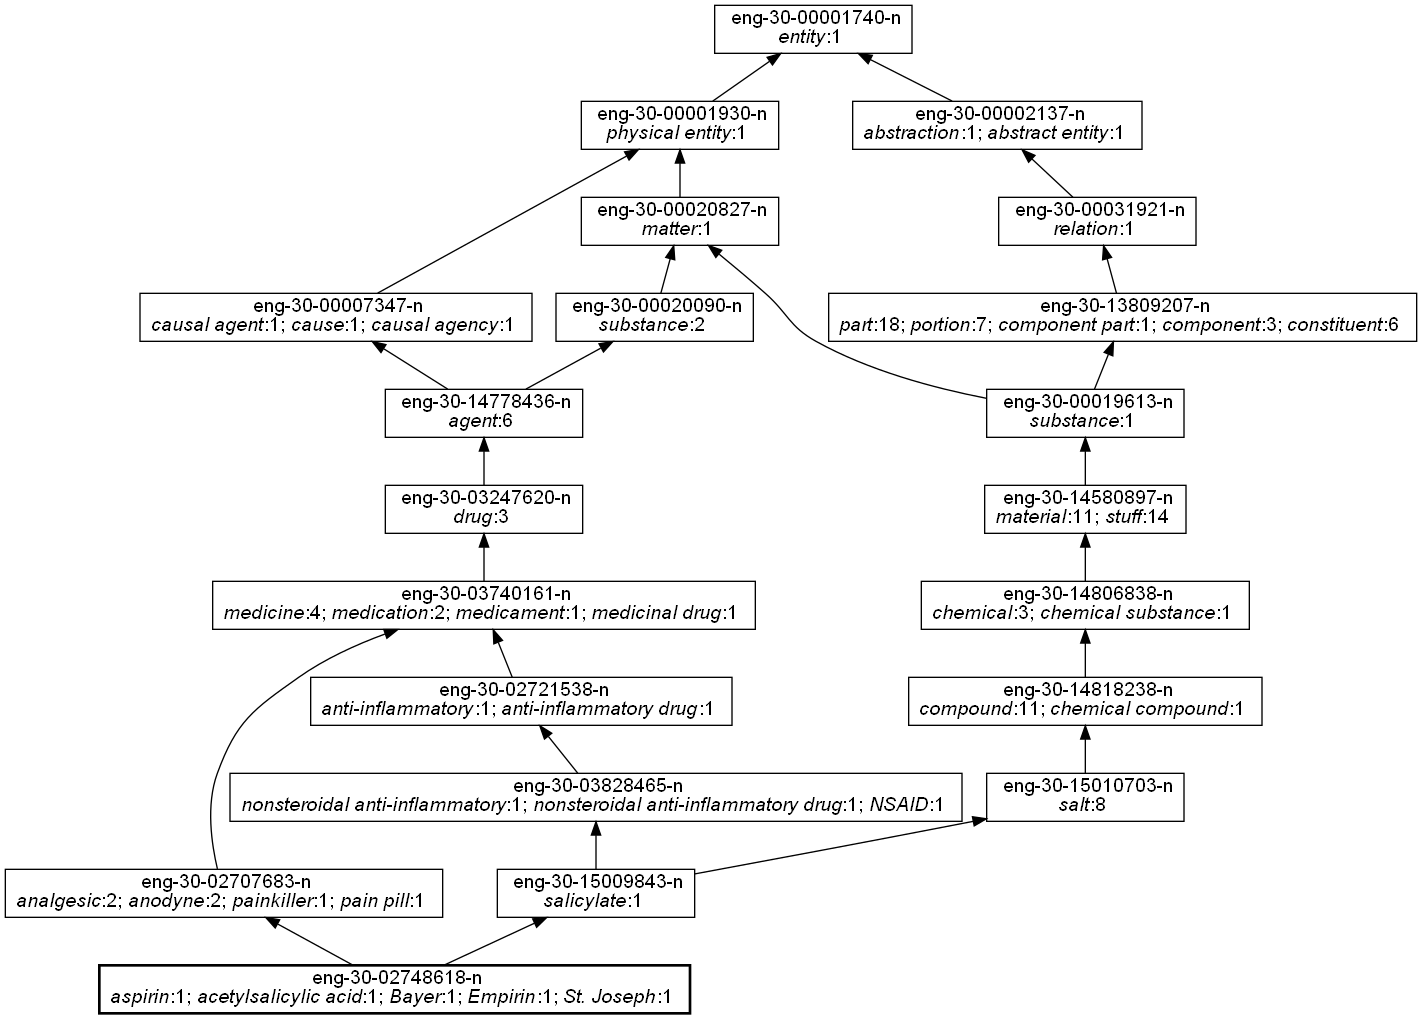 eng-30-00001740-n
entity:1
eng-30-00001930-n
physical entity:1
eng-30-00002137-n
abstraction:1; abstract entity:1
eng-30-00020827-n
matter:1
eng-30-00031921-n
relation:1
eng-30-00007347-n
causal agent:1; cause:1; causal agency:1
eng-30-00020090-n
substance:2
eng-30-13809207-n
part:18; portion:7; component part:1; component:3; constituent:6
eng-30-14778436-n
agent:6
eng-30-00019613-n
substance:1
eng-30-03247620-n
drug:3
eng-30-14580897-n
material:11; stuff:14
eng-30-03740161-n
medicine:4; medication:2; medicament:1; medicinal drug:1
eng-30-14806838-n
chemical:3; chemical substance:1
eng-30-02721538-n
anti-inflammatory:1; anti-inflammatory drug:1
eng-30-14818238-n
compound:11; chemical compound:1
eng-30-03828465-n
nonsteroidal anti-inflammatory:1; nonsteroidal anti-inflammatory drug:1; NSAID:1
eng-30-15010703-n
salt:8
eng-30-02707683-n
analgesic:2; anodyne:2; painkiller:1; pain pill:1
eng-30-15009843-n
salicylate:1
eng-30-02748618-n
aspirin:1; acetylsalicylic acid:1; Bayer:1; Empirin:1; St. Joseph:1